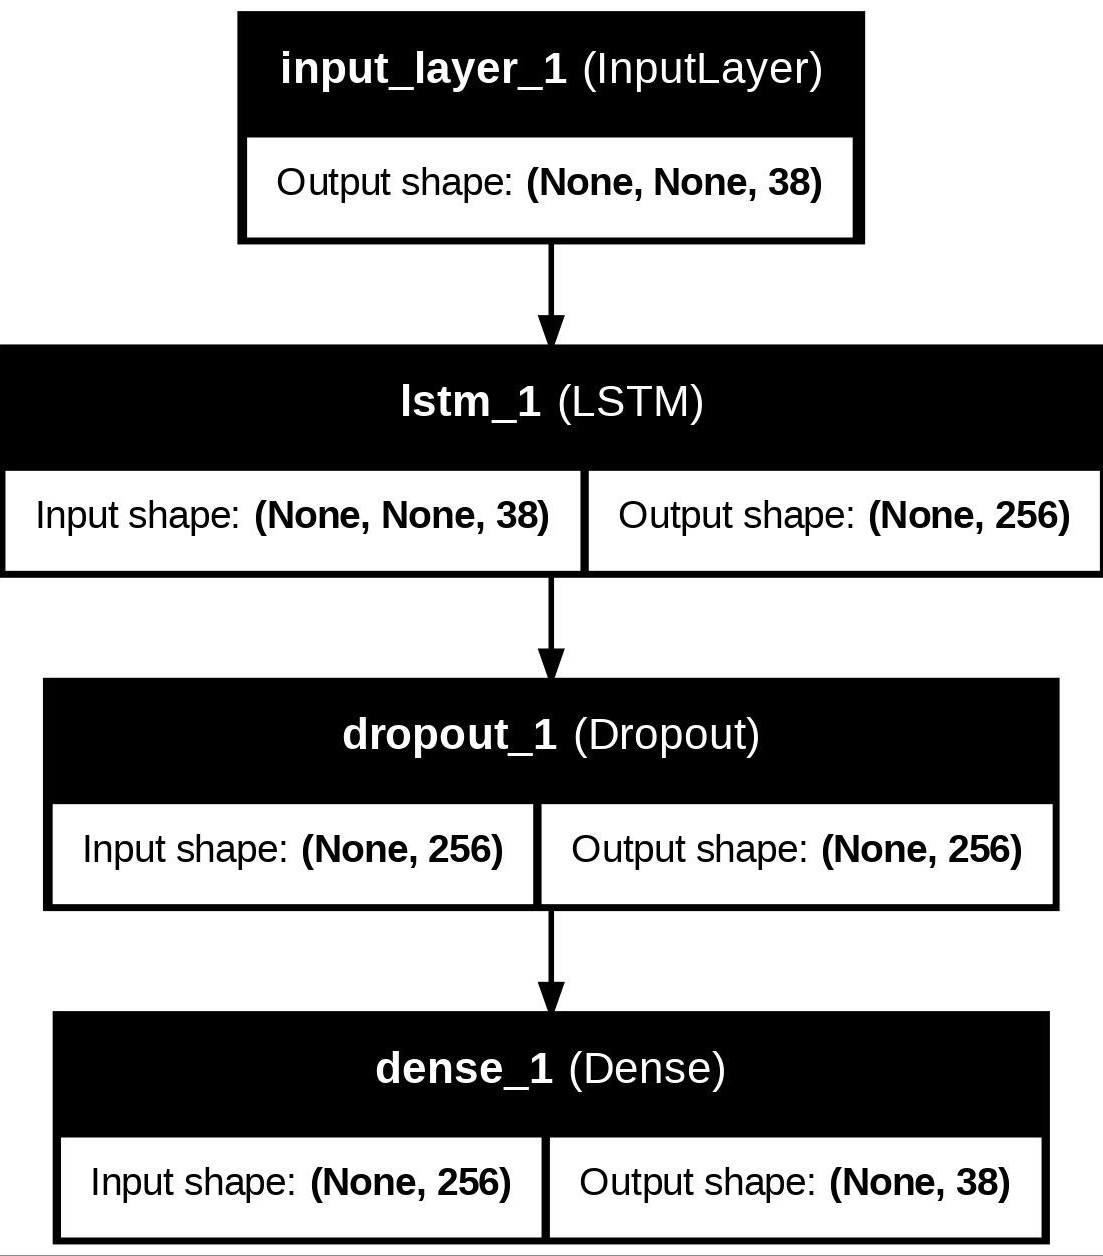 input_layer_1 (InputLayer)
Output shape: (None, None, 38)
lstm_1 (LSTM)
Input shape: (None, None, 38) Output shape: (None, 256)
dropout_1 (Dropout)
Input shape: (None, 256) Output shape: (None, 256)
dense_1 (Dense)
Input shape: (None, 256) Output shape: (None, 38)